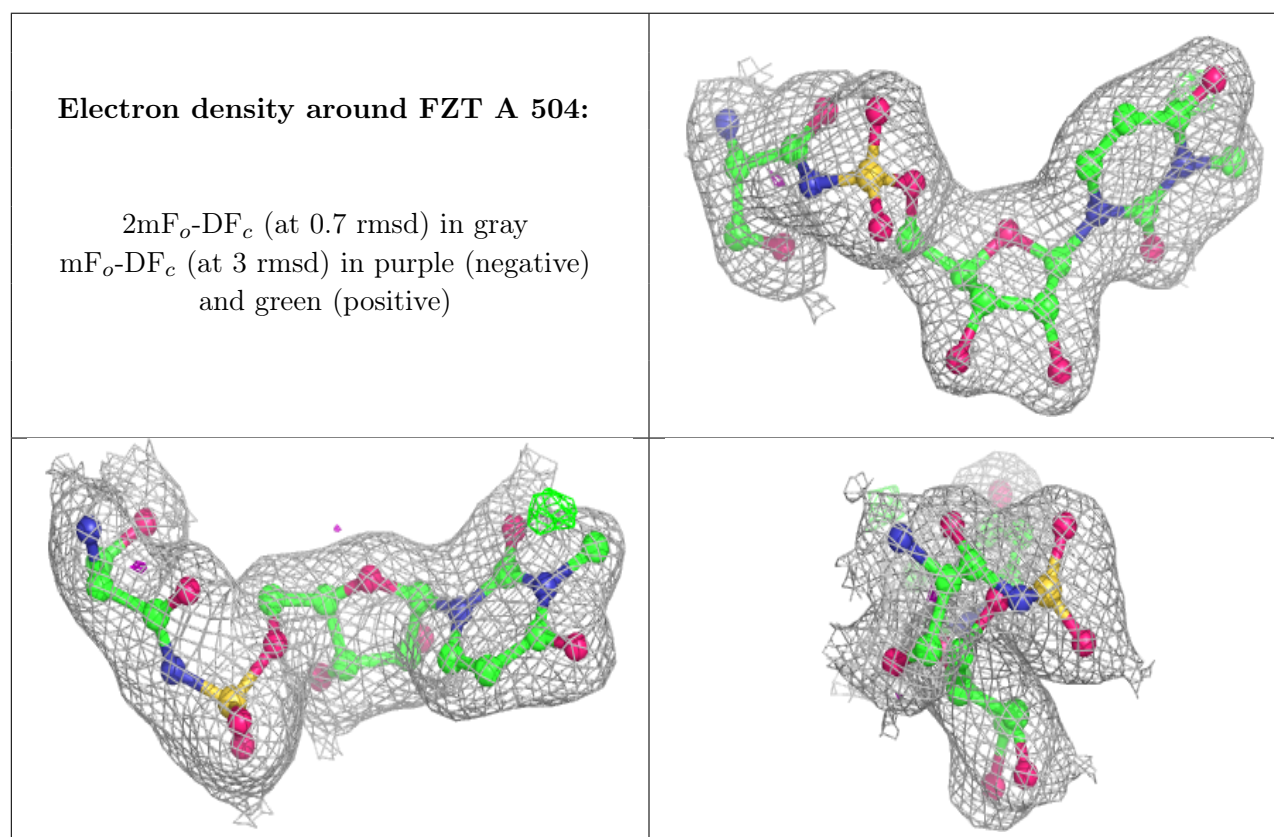 Electron density around FZT A 504:
2mFo-DFc (at 0.7 rmsd) in gray
mFo-DFc (at 3 rmsd) in purple (negative)
and green (positive)